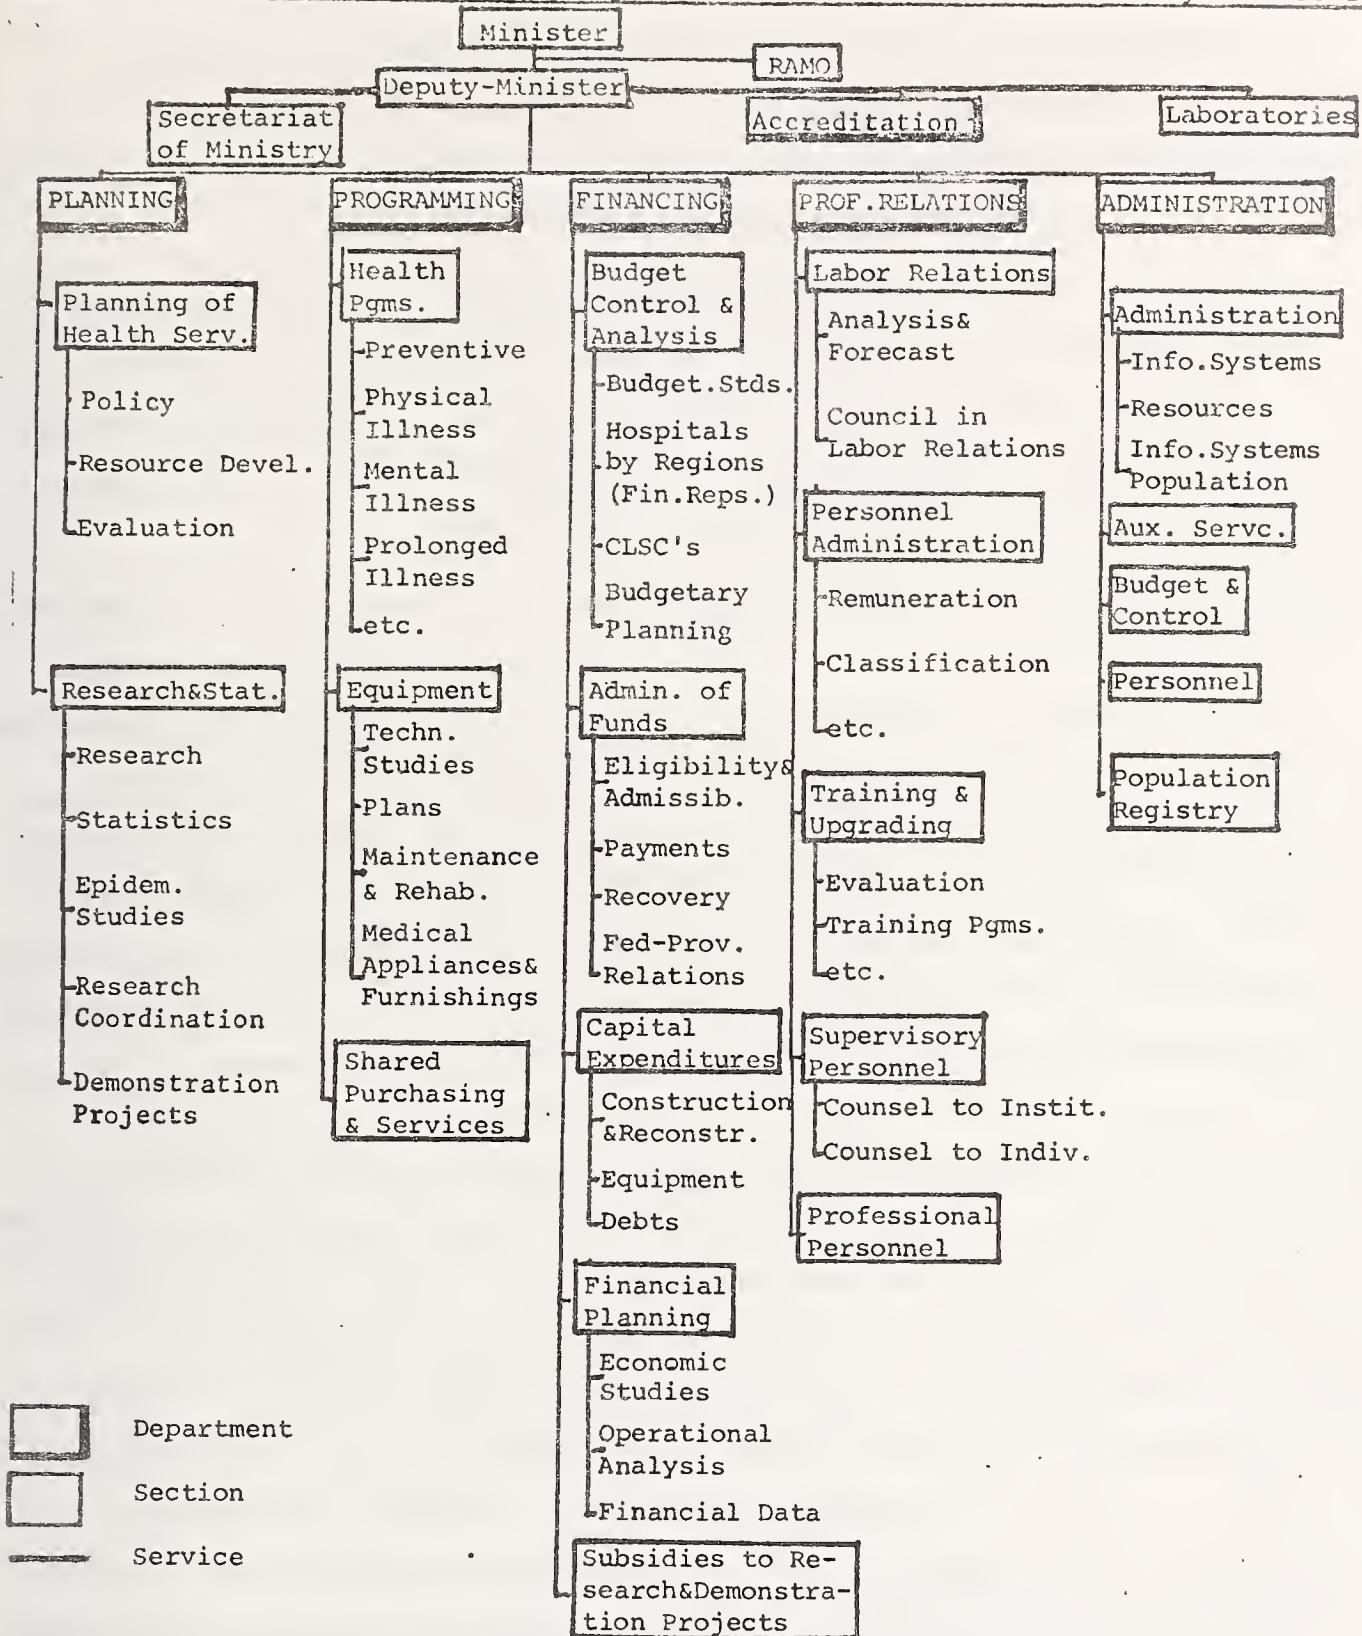 Minister
RAMO
Deputy-Minister
Secretariat
of Ministry
Accreditation
Laboratories
PLANNING
Planning of
Health Serv.
Policy
Resource Devel.
Evaluation
Research&Stat.
Research
Statistics
Epidem.
Studies
Research
Coordination
Demonstration
Projects
PROGRAMMING
Health
Pgms.
Preventive
Physical
Illness
Mental
Illness
Prolonged
Illness
etc.
Equipment
Techn.
Studies
Plans
Maintenance
& Rehab.
Medical
Appliances&
Furnishings
Shared
Purchasing
& Services
FINANCING
Budget
Control &
Analysis
Budget.Stds.
Hospitals
by Regions
(Fin.Reps.)
CLSC's
Budgetary
Planning
Admin. of
Funds
Eligibility&
Admissib.
Payments
Recovery
Fed-Prov.
Relations
Capital
Expenditures
Construction
&Reconstr.
Equipment
Debts
Financial
Planning
Economic
Studies
Operational
Analysis
Financial Data
Subsidies to Re-
search&Demonstra-
tion Projects
PROF.RELATIONS
Labor Relations
Analysis&
Forecast
Council in
Labor Relations
Personnel
Administration
Remuneration
Classification
etc.
Training &
Upgrading
Evaluation
Training Pgms.
etc.
Supervisory
Personnel
Counsel to Instit.
Counsel to Indiv.
Professional
Personnel
ADMINISTRATION
Administration
Info.Systems
Resources
Info.Systems
Population
Aux. Servc.
Budget &
Control
Personnel
Population
Registry
Department
Section
Service